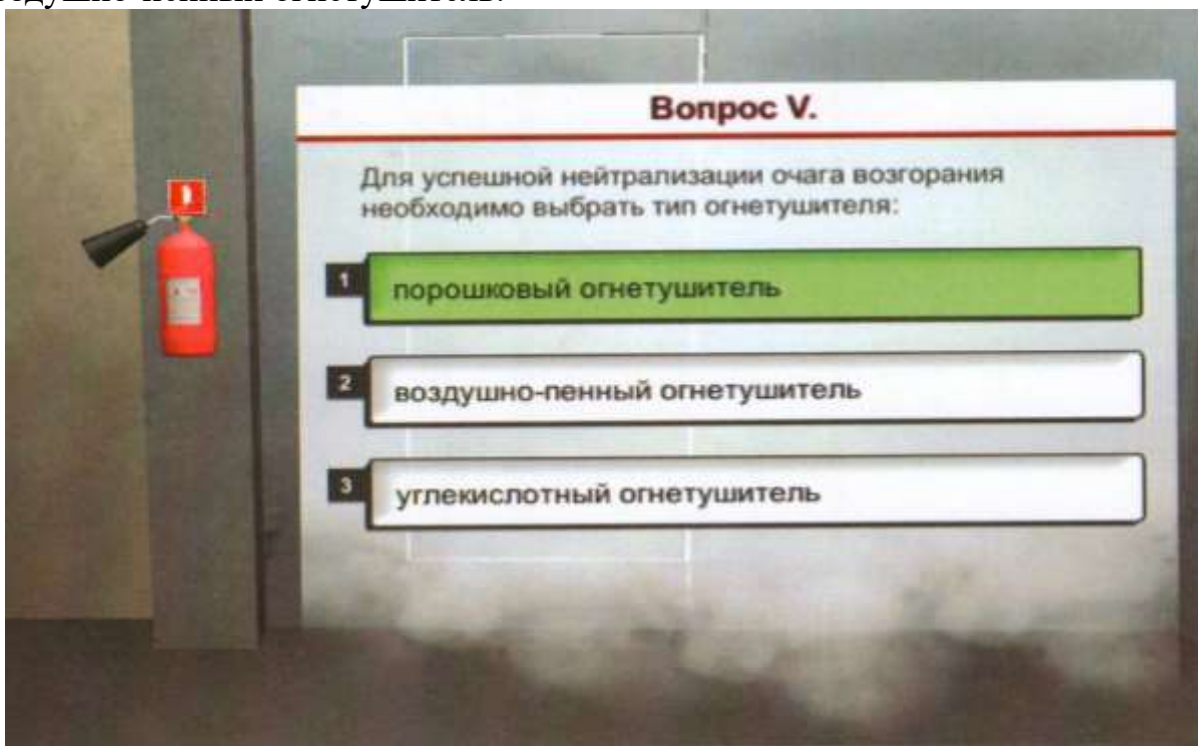 Вопрос V.
Для успешной нейтрализации очага возгорания
необходимо выбрать тип огнетушителя:
1 порошковый огнетушитель
2 воздушно-пенный огнетушитель
3 углекислотный огнетушитель